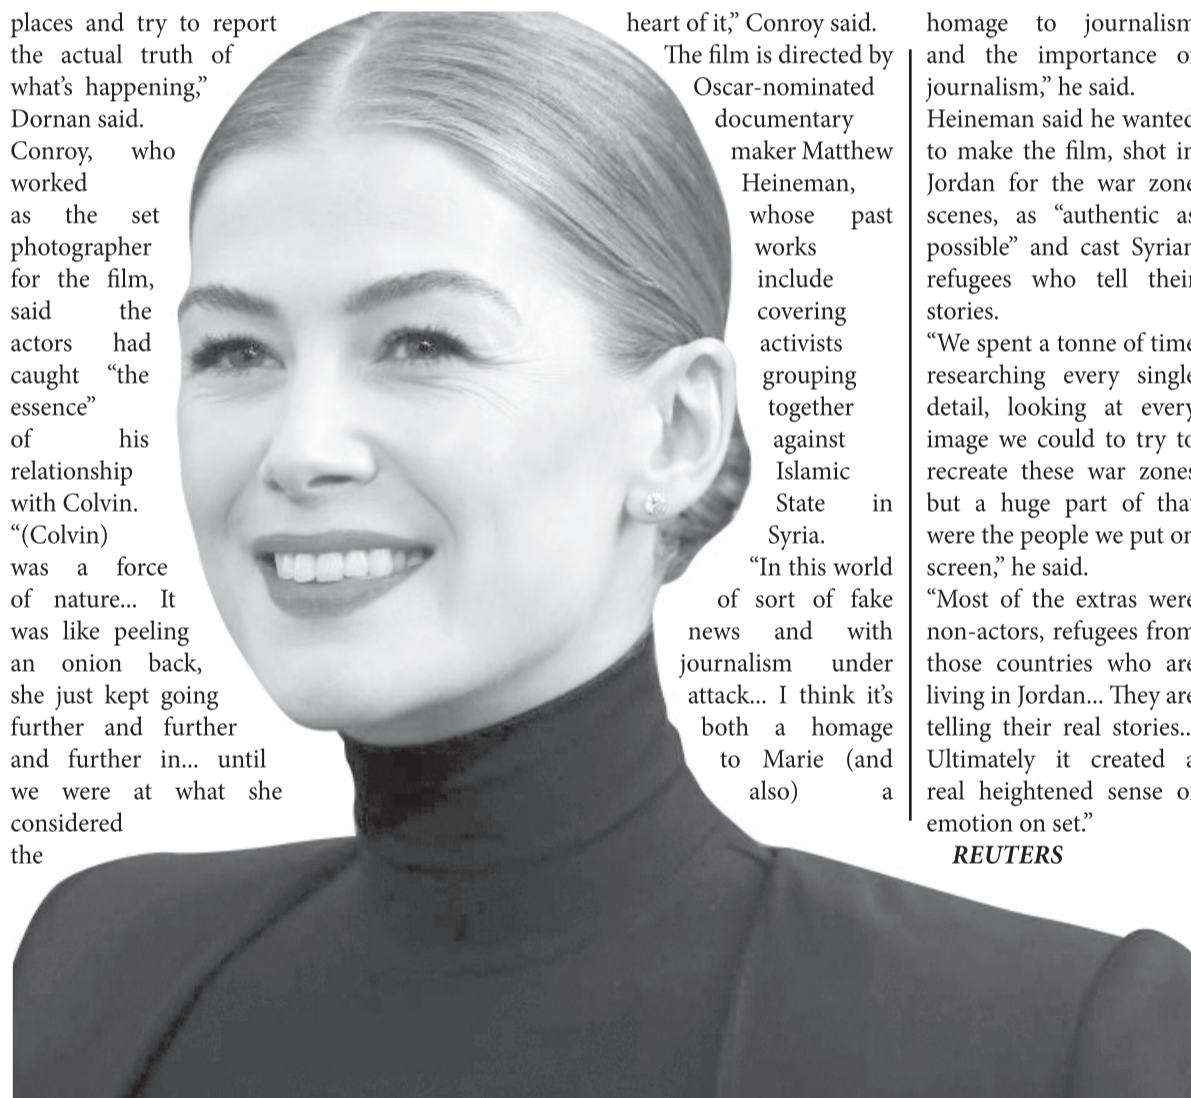 places and try to report
the actual truth of
what's happening,”
Dornan said.
Conroy, who
worked
as the set
photographer
for the film,
said the
actors had
caught “the
essence”
of his
relationship
with Colvin.
“(Colvin)
was a force
of nature... It
was like peeling
an onion back,
she just kept going
further and further
and further in... until
we were at what she
considered
the
heart of it,” Conroy said.
The film is directed by
Oscar-nominated
documentary
maker Matthew
Heineman,
whose past
works
include
covering
activists
grouping
together
against
Islamic
State in
Syria.
“In this world
of sort of fake
news and with
journalism under
attack... I think it's
both a homage
to Marie (and
also) a
homage to journalism
and the importance of
journalism,” he said.
Heineman said he wanted
to make the film, shot in
Jordan for the war zone
scenes, as “authentic as
possible” and cast Syrian
refugees who tell their
stories.
“We spent a tonne of time
researching every single
detail, looking at every
image we could to try to
recreate these war zones
but a huge part of that
were the people we put on
screen,” he said.
“Most of the extras were
non-actors, refugees from
those countries who are
living in Jordan... They are
telling their real stories...
Ultimately it created a
real heightened sense of
emotion on set.”
REUTERS